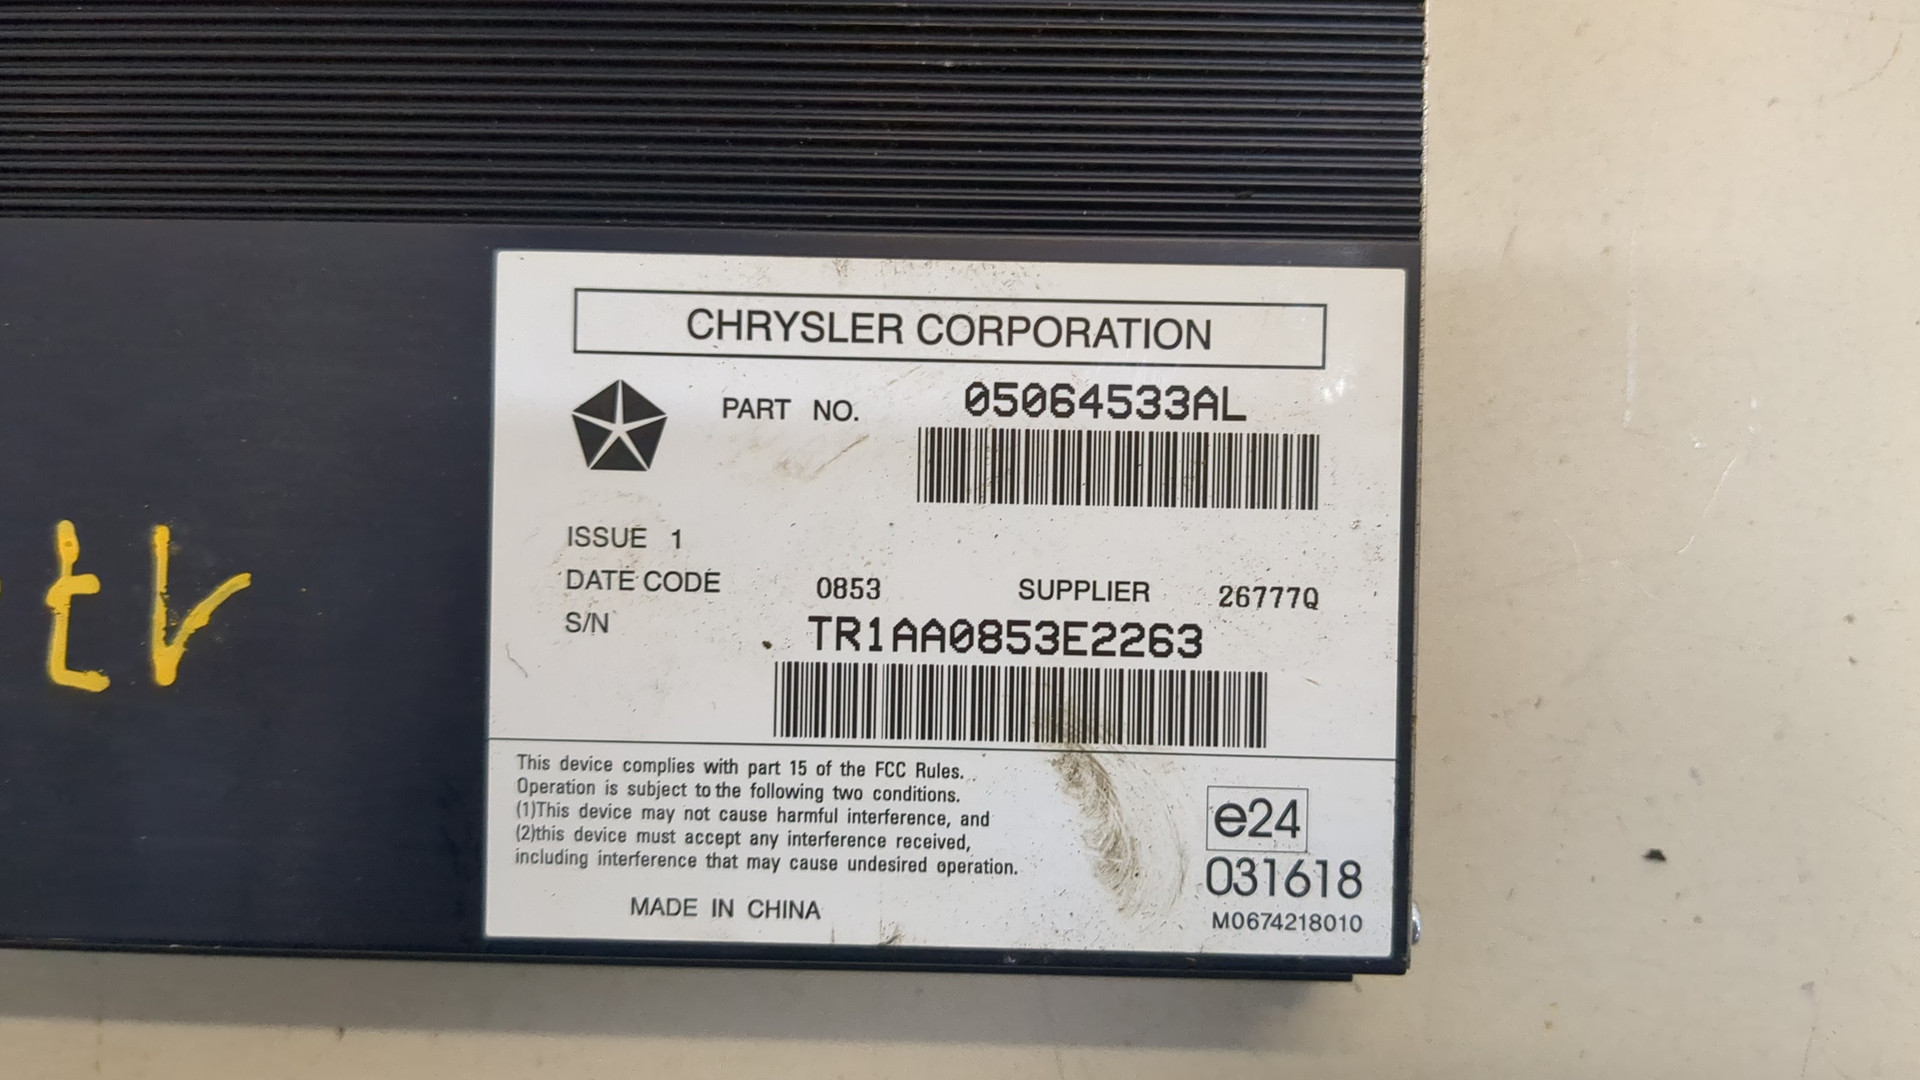 CHRYSLER CORPORATION
PART NO. 05064533AL
ISSUE 1
DATE CODE 0853 SUPPLIER 26777Q
S/N TR1AA0853E2263
This device complies with part 15 of the FCC Rules.
Operation is subject to the following two conditions.
(1)This device may not cause harmful interference, and
(2)this device must accept any interference received,
including interference that may cause undesired operation.
MADE IN CHINA
e24
031618
M0674218010